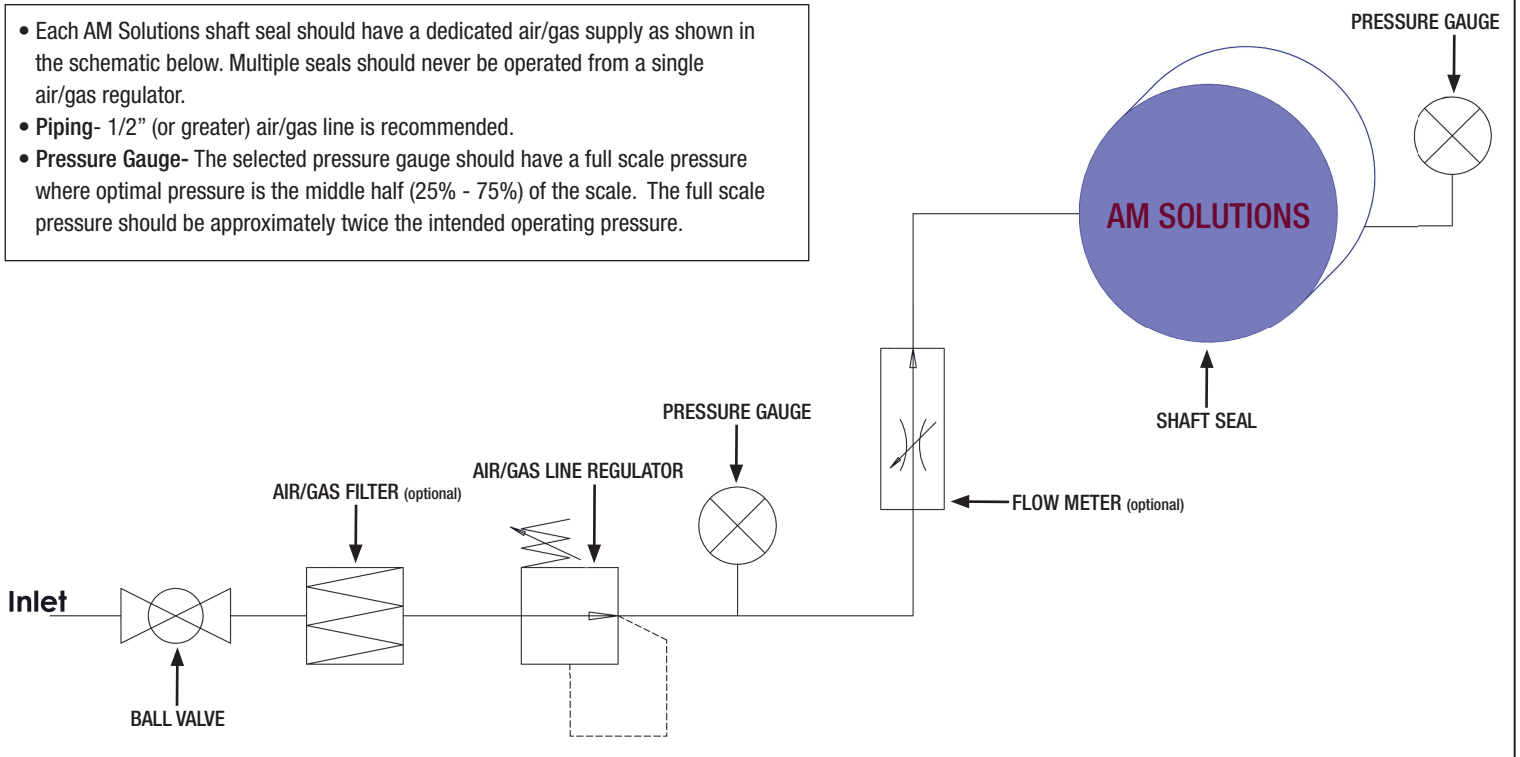 • Each AM Solutions shaft seal should have a dedicated air/gas supply as shown in
the schematic below. Multiple seals should never be operated from a single
air/gas regulator.
• Piping- 1/2” (or greater) air/gas line is recommended.
• Pressure Gauge- The selected pressure gauge should have a full scale pressure
where optimal pressure is the middle half (25% - 75%) of the scale.  The full scale
pressure should be approximately twice the intended operating pressure.
PRESSURE GAUGE
AM SOLUTIONS
SHAFT SEAL
PRESSURE GAUGE
AIR/GAS LINE REGULATOR
AIR/GAS FILTER (optional)
FLOW METER (optional)
Inlet
BALL VALVE